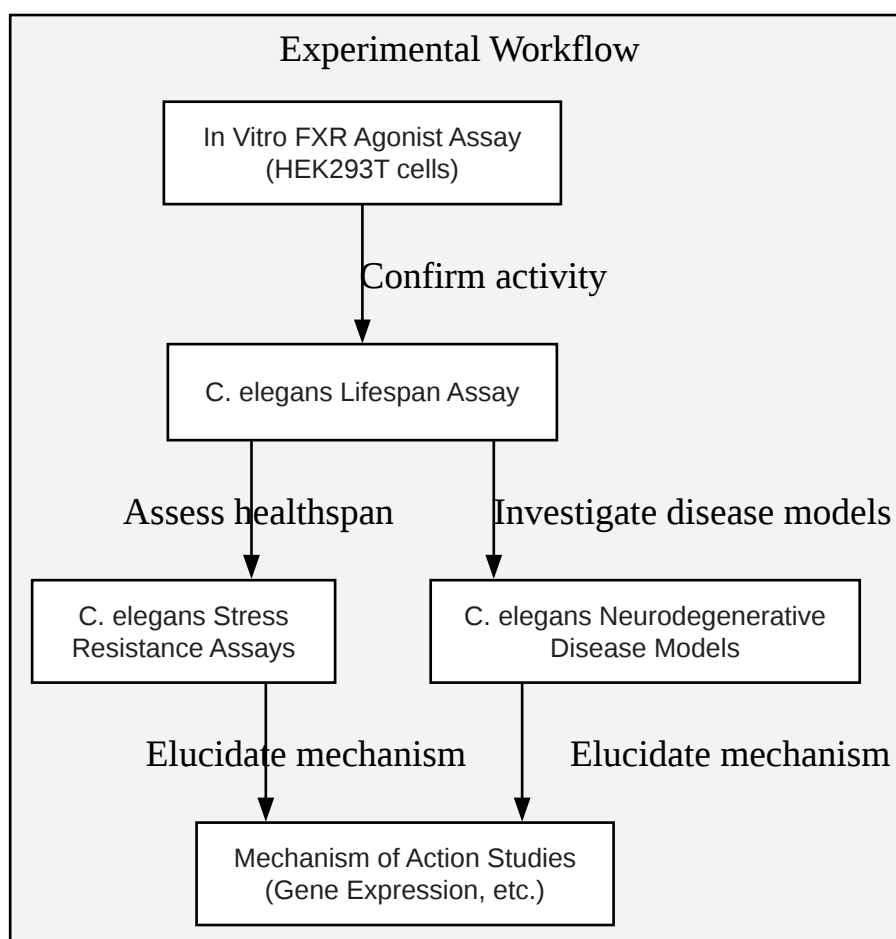 Experimental Workflow
In Vitro FXR Agonist Assay
(HEK293T cells)
Confirm activity
C. elegans Lifespan Assay
Assess healthspan
Investigate disease models
C. elegans Stress
Resistance Assays
C. elegans Neurodegenerative
Disease Models
Elucidate mechanism
Elucidate mechanism
Mechanism of Action Studies
(Gene Expression, etc.)